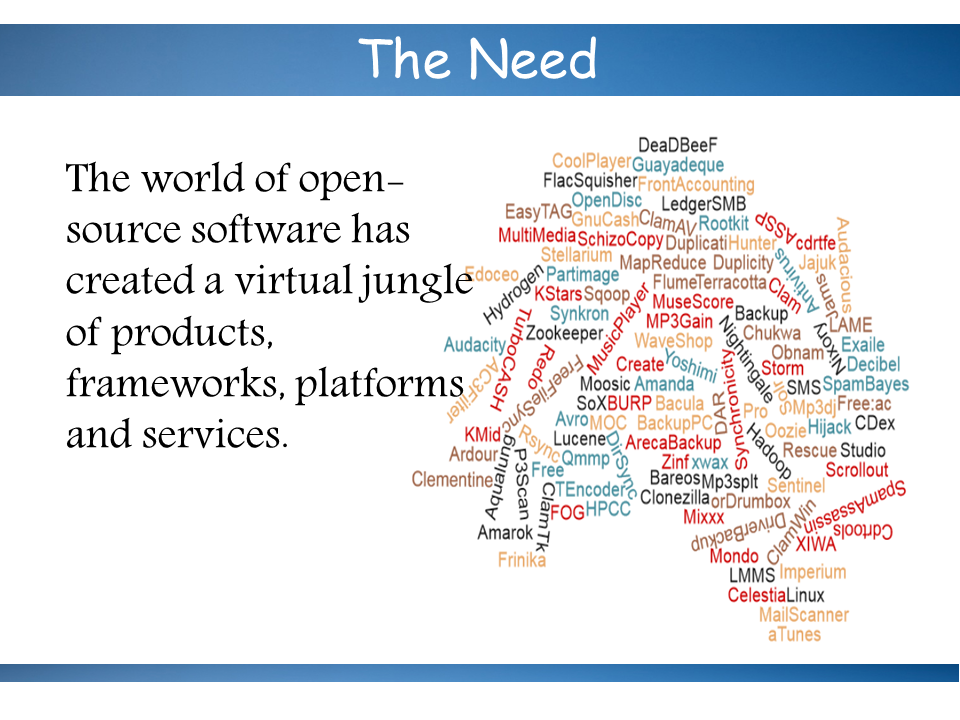 The Need
The world of open-
source software has
created a virtual jungle
of products,
frameworks, platforms
and services.
DeaDBeeF
CoolPlayer Guayadeque
FlacSquisher FrontAccounting
OpenDisc LedgerSMB
EasyTAG GnuCash ClamAV Rootkit ASSP
MultiMedia SchizoCopy Duplicati Hunter cdrtfe Audacious
Stellarium MapReduce Duplicity Antivirus Jajuk
Edoceo Hydrogen Partimage FlumeTerracotta Clam Jams
KStars Sqoop MusicPlayer MuseScore Backup
TurboCASH Synkron MP3Gain Nightingale Chukwa Nixory LAME
Audacity Zookeeper WaveShop Obnam Exaile
AC3Filter Redo FreeFileSync Create Yoshimi Synchronicity Storm Decibel
Moosic Amanda Soil SMS SpamBayes
SoX BURP Bacula DAR Pro Mp3dj Free:ac
Avro MOC BackupPC Hadoop Oozie Hijack CDex
KMid Rsync Lucene DirSync ArecaBackup Rescue Studio
Ardour Aqualung P3Scan Qmmp Zinf xwax Scrollout
Clementine Free Bareos Mp3splt Sentinel
ClamTk TEncoder Clonezilla orDrumbox SpamAssassin
FOG HPCC Mixxx DriverBackup ClamWin Cdrtools
Amarok XIWA
Frinika Mondo
LMMS Imperium
Celestia Linux
MailScanner
aTunes